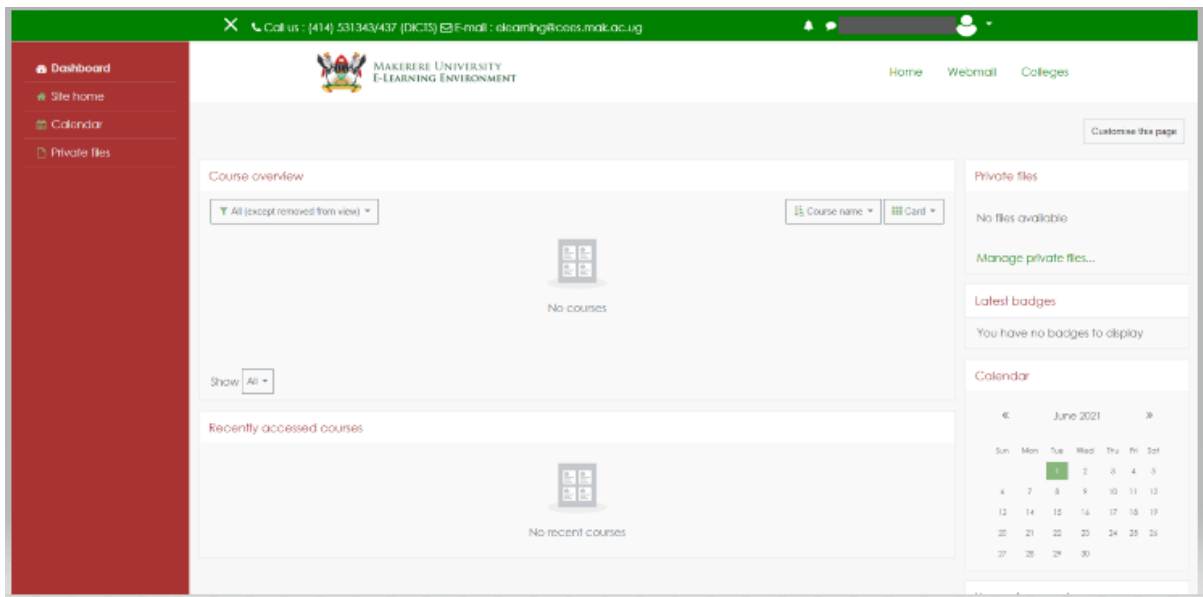 Call us : (414) 531343/437 (DICTS) E-mail : elearning@cees.mak.ac.ug
Dashboard
Site home
Calendar
Private files
MAKERERE UNIVERSITY
E-LEARNING ENVIRONMENT
Home Webmail Colleges
Customise this page
Course overview
All (except removed from view)
Course name
Card
No courses
Show All
Recently accessed courses
No recent courses
Private files
No files available
Manage private files...
Latest badges
You have no badges to display
Calendar
« June 2021 »
Sun Mon Tue Wed Thu Fri Sat
1 2 3 4 5
6 7 8 9 10 11 12
13 14 15 16 17 18 19
20 21 22 23 24 25 26
27 28 29 30